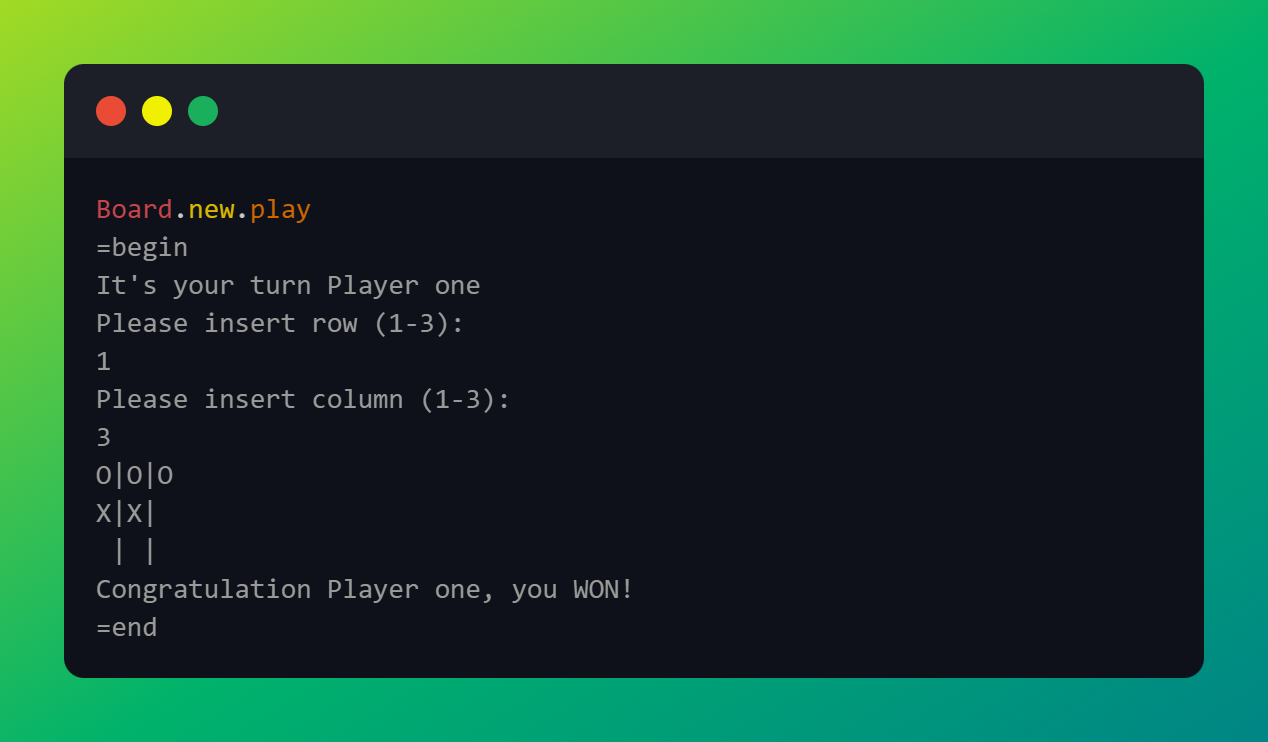 Board.new.play
=begin
It's your turn Player one
Please insert row (1-3):
1
Please insert column (1-3):
3
O|O|O
X|X|
 | |
Congratulation Player one, you WON!
=end